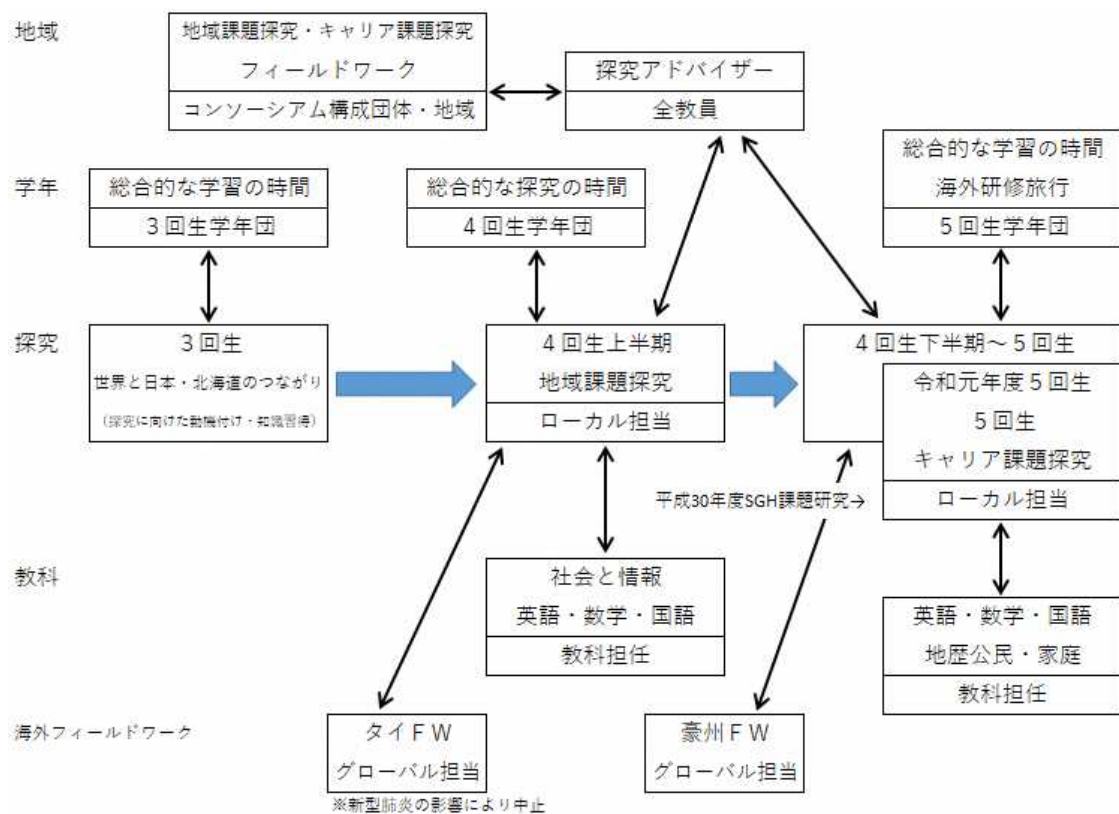 地域
地域課題探究・キャリア課題探究
フィールドワーク
コンソーシアム構成団体・地域
探究アドバイザー
全教員
学年
総合的な学習の時間
3回生学年団
総合的な探究の時間
4回生学年団
総合的な学習の時間
海外研修旅行
5回生学年団
探究
3回生
世界と日本・北海道のつながり
(探究に向けた動機付け・知識習得)
4回生上半期
地域課題探究
ローカル担当
4回生下半期～5回生
令和元年度5回生
5回生
キャリア課題探究
ローカル担当
平成30年度SGH課題研究→
教科
社会と情報
英語・数学・国語
教科担任
英語・数学・国語
地歴公民・家庭
教科担任
海外フィールドワーク
タイＦＷ
グローバル担当
※新型肺炎の影響により中止
豪州ＦＷ
グローバル担当